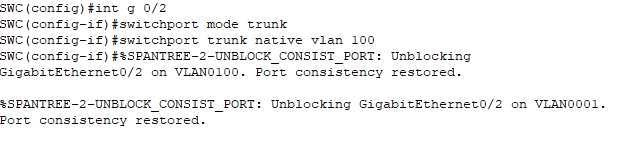 SWC(config)#int g 0/2
SWC(config-if)#switchport mode trunk
SWC(config-if)#switchport trunk native vlan 100
SWC(config-if)#%SPANTREE-2-UNBLOCK_CONSIST_PORT: Unblocking
GigabitEthernet0/2 on VLAN0100. Port consistency restored.
%SPANTREE-2-UNBLOCK_CONSIST_PORT: Unblocking GigabitEthernet0/2 on VLAN0001.
Port consistency restored.